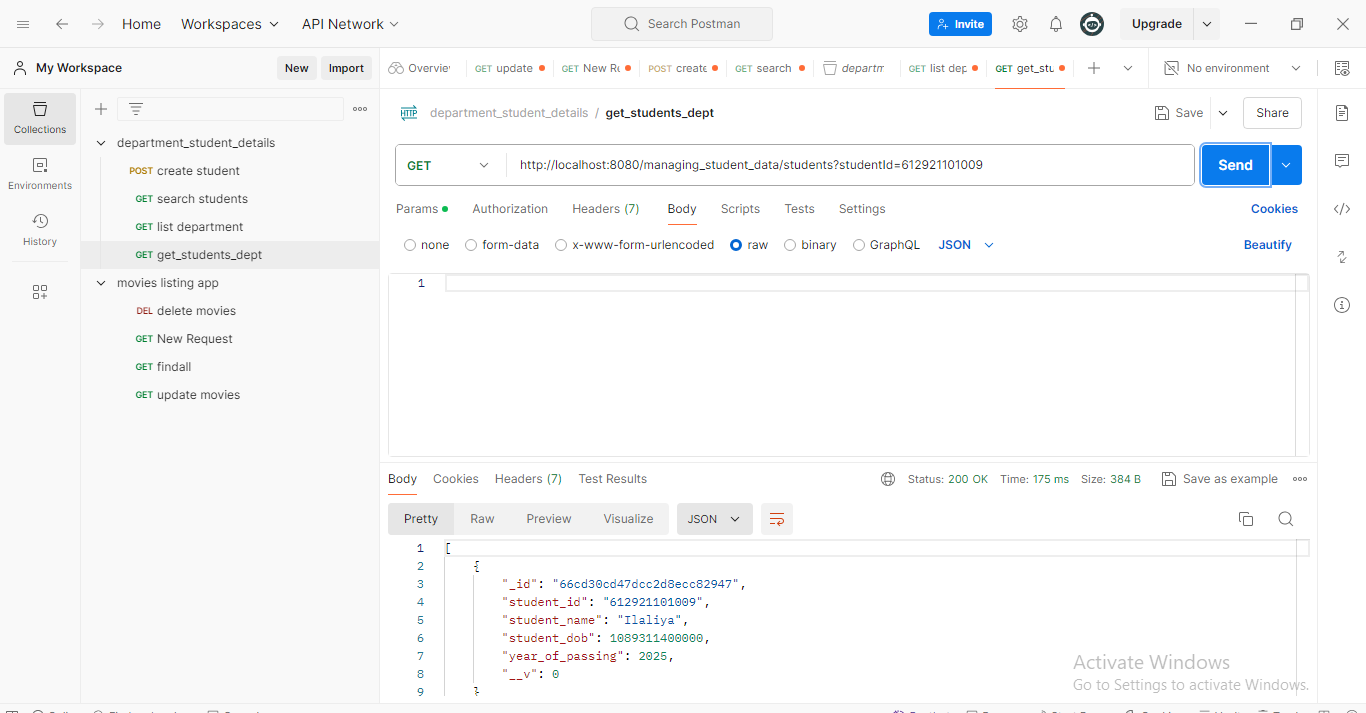 Home Workspaces API Network Search Postman Invite Upgrade
My Workspace New Import Overview GET update GET New Re POST create GET search departm GET list dep GET get_stu No environment
Collections
Environments
History
department_student_details
POST create student
GET search students
GET list department
GET get_students_dept
movies listing app
DEL delete movies
GET New Request
GET findall
GET update movies
HTTP department_student_details / get_students_dept Save Share
GET http://localhost:8080/managing_student_data/students?studentId=612921101009 Send
Params Authorization Headers (7) Body Scripts Tests Settings Cookies
none form-data x-www-form-urlencoded raw binary GraphQL JSON Beautify
1
Body Cookies Headers (7) Test Results Status: 200 OK Time: 175 ms Size: 384 B Save as example
Pretty Raw Preview Visualize JSON
1 [
2 {
3 "_id": "66cd30cd47dcc2d8ecc82947",
4 "student_id": "612921101009",
5 "student_name": "Ilaliya",
6 "student_dob": 1089311400000,
7 "year_of_passing": 2025,
8 "__v": 0
9 }
Activate Windows
Go to Settings to activate Windows.